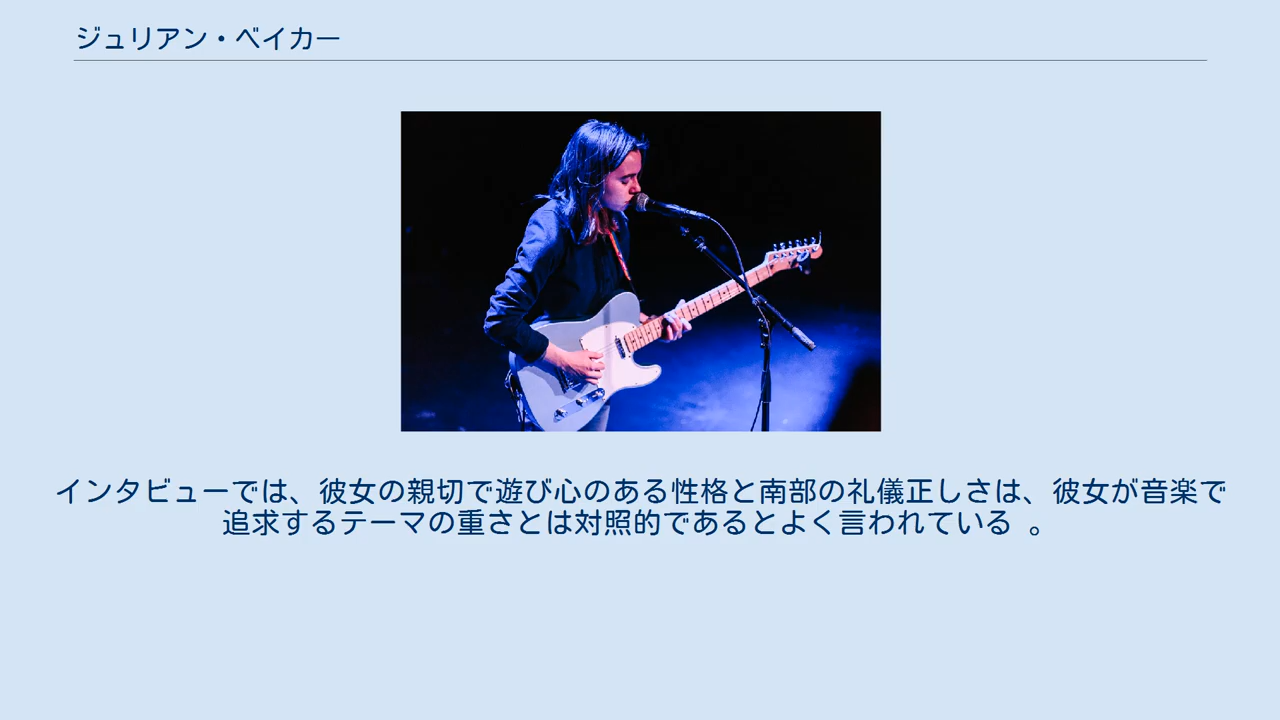 ジュリアン・ベイカー
インタビューでは、彼女の親切で遊び心のある性格と南部の礼儀正しさは、彼女が音楽で
追求するテーマの重さとは対照的であるとよく言われている 。